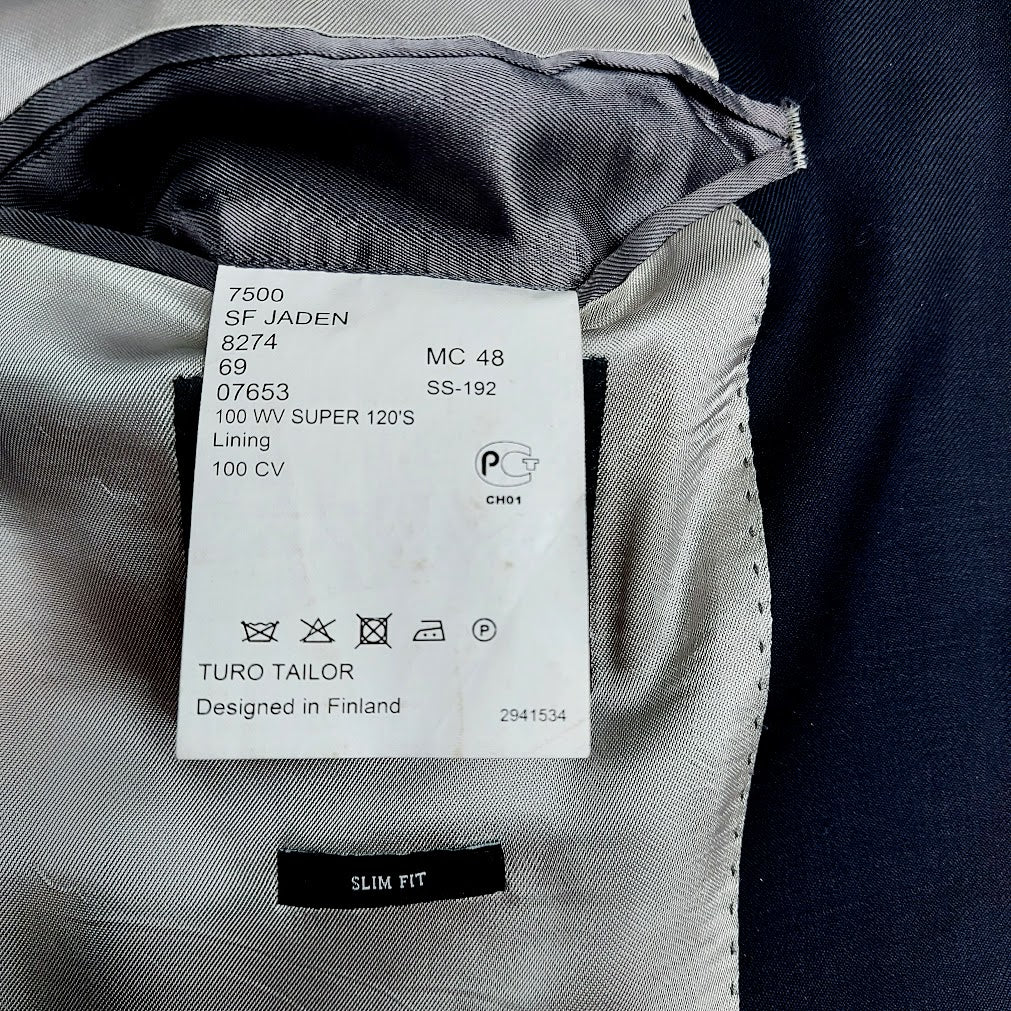 7500
SF JADEN
8274
69
07653
MC 48
SS-192
100 WV SUPER 120'S
Lining
100 CV
PCT
CH01
P
TURO TAILOR
Designed in Finland
2941534
SLIM FIT